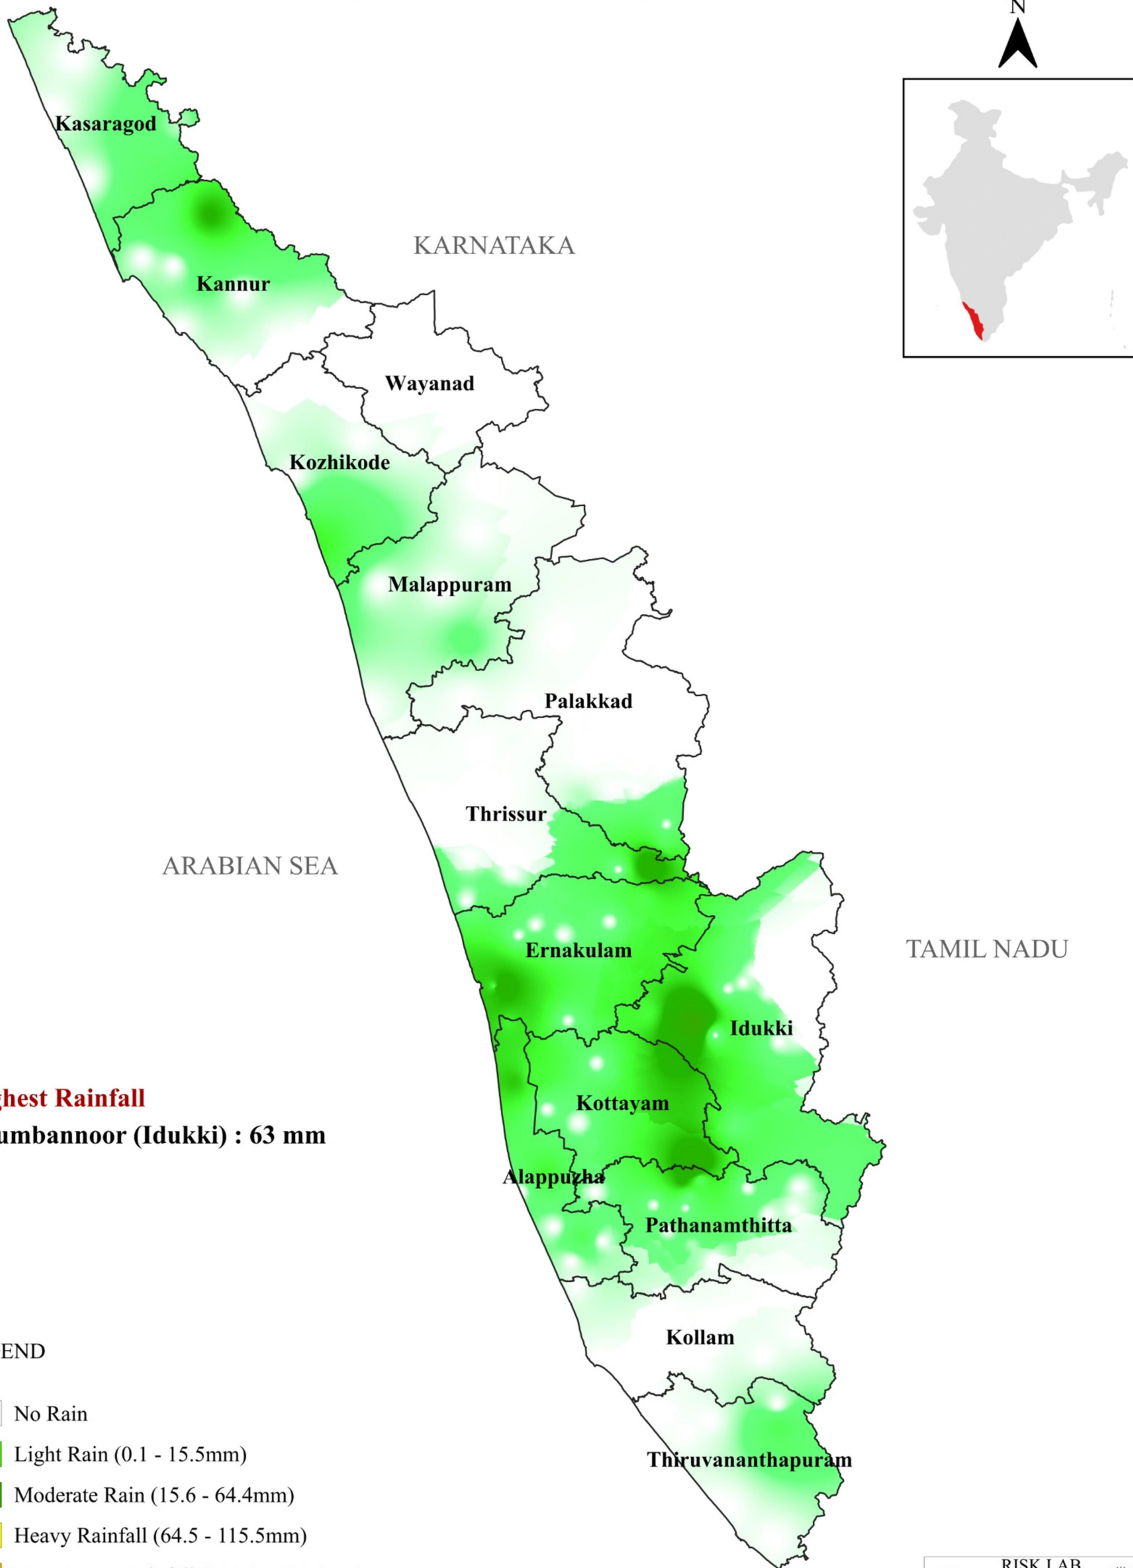 N
Kasaragod
KARNATAKA
Kannur
Wayanad
Kozhikode
Malappuram
Palakkad
Thrissur
ARABIAN SEA
Ernakulam
TAMIL NADU
Idukki
ghest Rainfall
Kottayam
umbannoor (Idukki) : 63 mm
Alappuzha
Pathanamthitta
Kollam
END
No Rain
Light Rain (0.1 - 15.5mm)
Thiruvananthapuram
Moderate Rain (15.6 - 64.4mm)
Heavy Rainfall (64.5 - 115.5mm)
RISK LAB